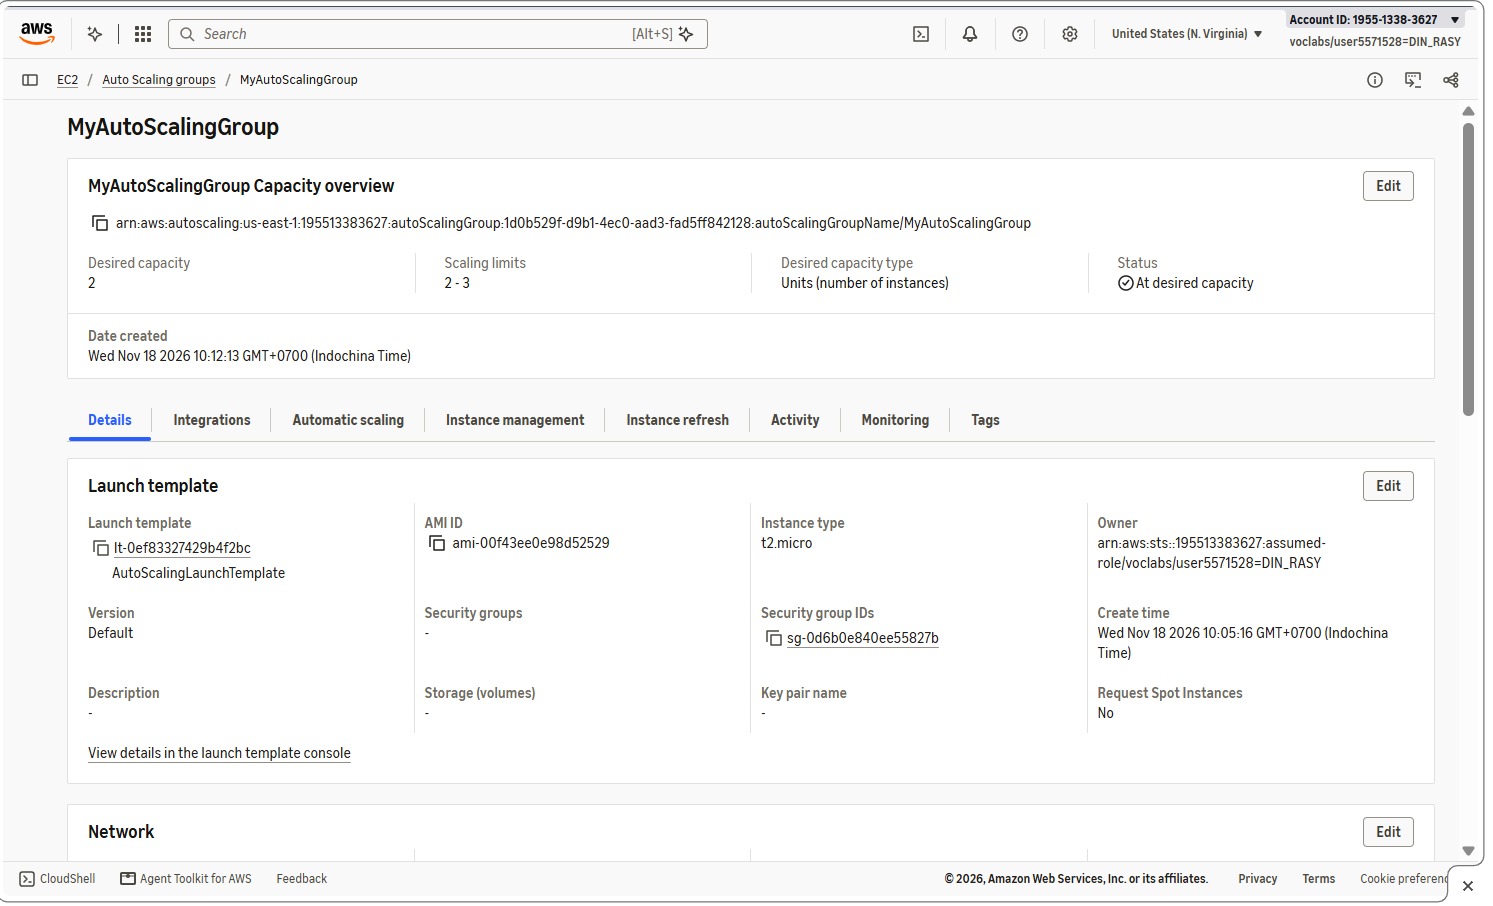 aws
Search [Alt+S]
United States (N. Virginia)
Account ID: 1955-1338-3627
voclabs/user5571528=DIN_RASY
EC2 / Auto Scaling groups / MyAutoScalingGroup
MyAutoScalingGroup
MyAutoScalingGroup Capacity overview
Edit
arn:aws:autoscaling:us-east-1:195513383627:autoScalingGroup:1d0b529f-d9b1-4ec0-aad3-fad5ff842128:autoScalingGroupName/MyAutoScalingGroup
Desired capacity
2
Scaling limits
2 - 3
Desired capacity type
Units (number of instances)
Status
At desired capacity
Date created
Wed Nov 18 2026 10:12:13 GMT+0700 (Indochina Time)
Details Integrations Automatic scaling Instance management Instance refresh Activity Monitoring Tags
Launch template
Edit
Launch template
lt-0ef83327429b4f2bc
AutoScalingLaunchTemplate
AMI ID
ami-00f43ee0e98d52529
Instance type
t2.micro
Owner
arn:aws:sts::195513383627:assumed-
role/voclabs/user5571528=DIN_RASY
Version
Default
Security groups
-
Security group IDs
sg-0d6b0e840ee55827b
Create time
Wed Nov 18 2026 10:05:16 GMT+0700 (Indochina
Time)
Description
-
Storage (volumes)
-
Key pair name
-
Request Spot Instances
No
View details in the launch template console
Network
Edit
CloudShell Agent Toolkit for AWS Feedback
© 2026, Amazon Web Services, Inc. or its affiliates. Privacy Terms Cookie preferenc